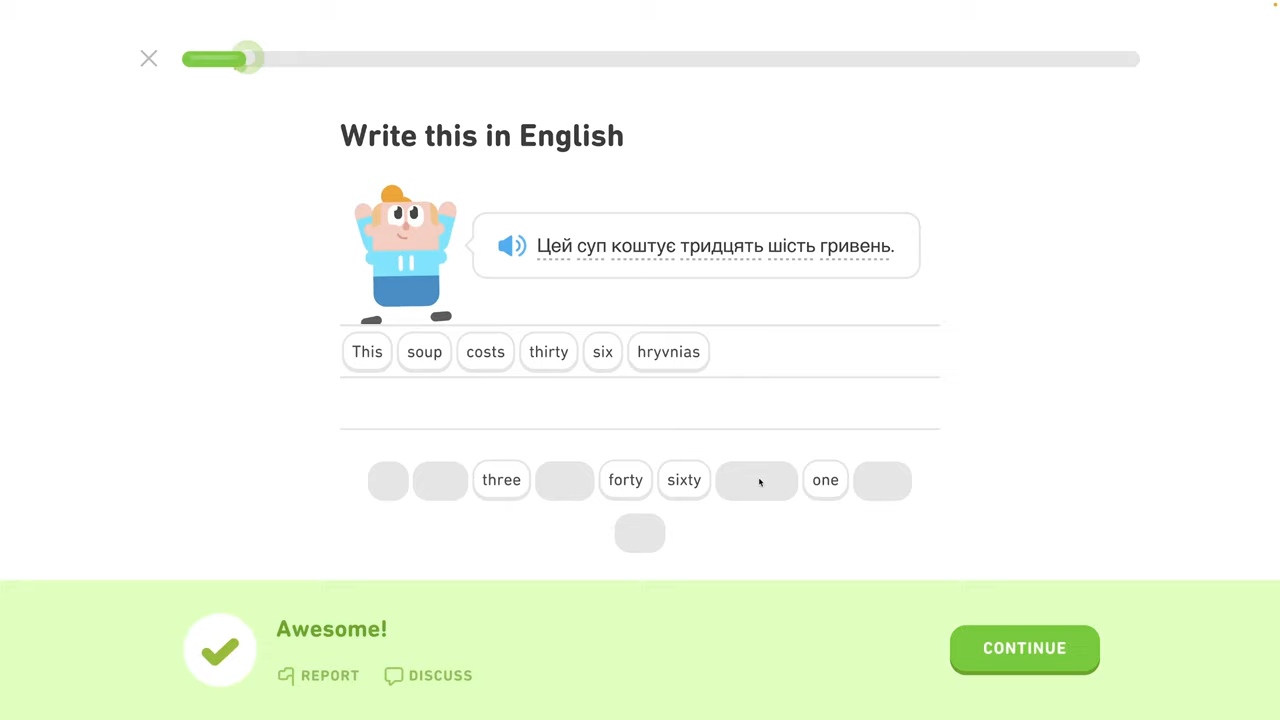 Write this in English
Цей суп коштує тридцять шість гривень.
This soup costs thirty six hryvnias
three forty sixty one
Awesome!
REPORT DISCUSS
CONTINUE